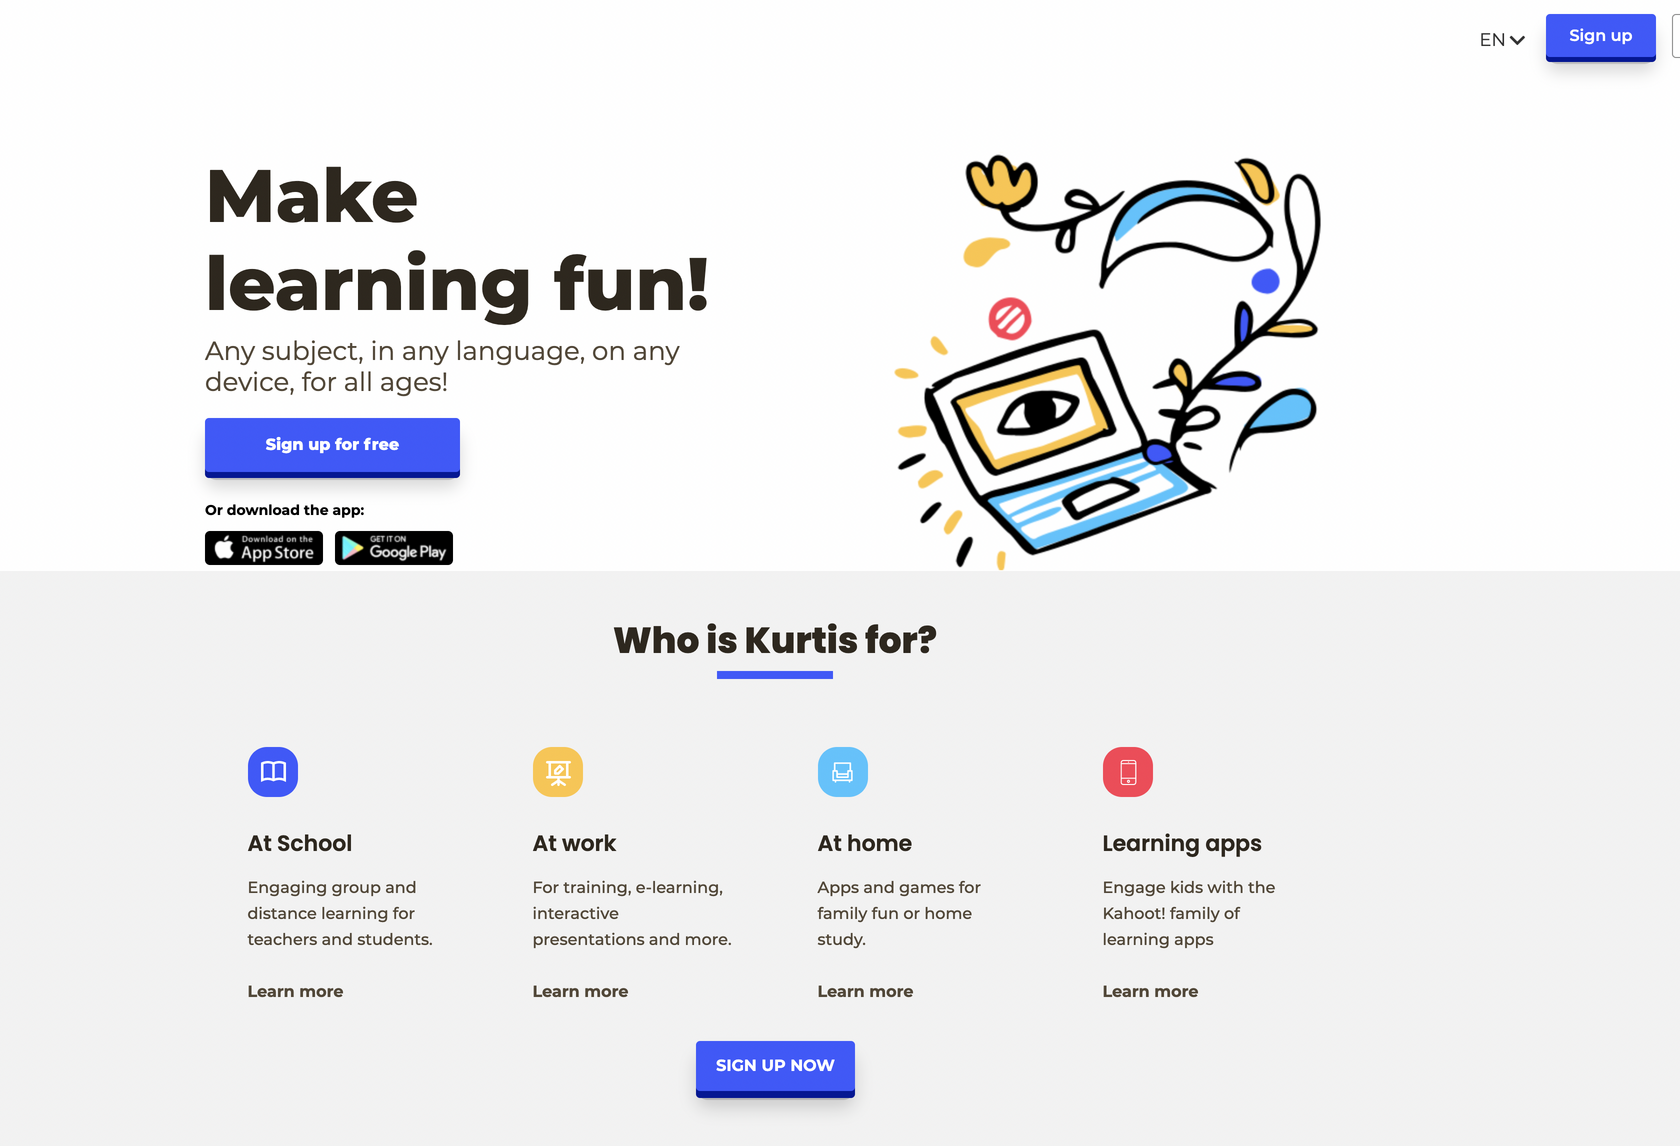 EN
Sign up
Make
learning fun!
Any subject, in any language, on any
device, for all ages!
Sign up for free
Or download the app:
Download on the
App Store
GET IT ON
Google Play
Who is Kurtis for?
At School
Engaging group and
distance learning for
teachers and students.
Learn more
At work
For training, e-learning,
interactive
presentations and more.
Learn more
At home
Apps and games for
family fun or home
study.
Learn more
Learning apps
Engage kids with the
Kahoot! family of
learning apps
Learn more
SIGN UP NOW